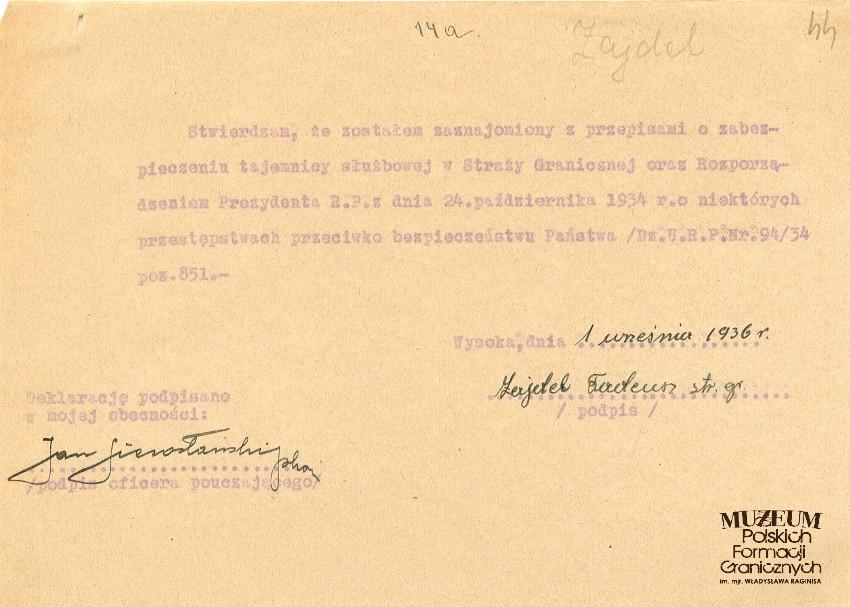 14a.
Zajdel
44
Stwierdzam, że zostałem zaznajomiony z przepisami o zabez-
pieczeniu tajemnicy służbowej w Straży Granicznej oraz Rozporzą-
dzeniem Prezydenta R.P.z dnia 24.października 1934 r.o niektórych
przestępstwach przeciwko bezpieczeństwu Państwa /Dz.U.R.P.Nr.94/34
poz.851.-
Wysoka,dnia 1 września 1936 r.
Zajdel Tadeusz str. gr.
/ podpis /
Deklarację podpisano
w mojej obecności:
Jan
/podpis oficera pouczającego/
MUZEUM
Polskich
Formacji
Granicznych
im. mjr. WŁADYSŁAWA RAGINISA